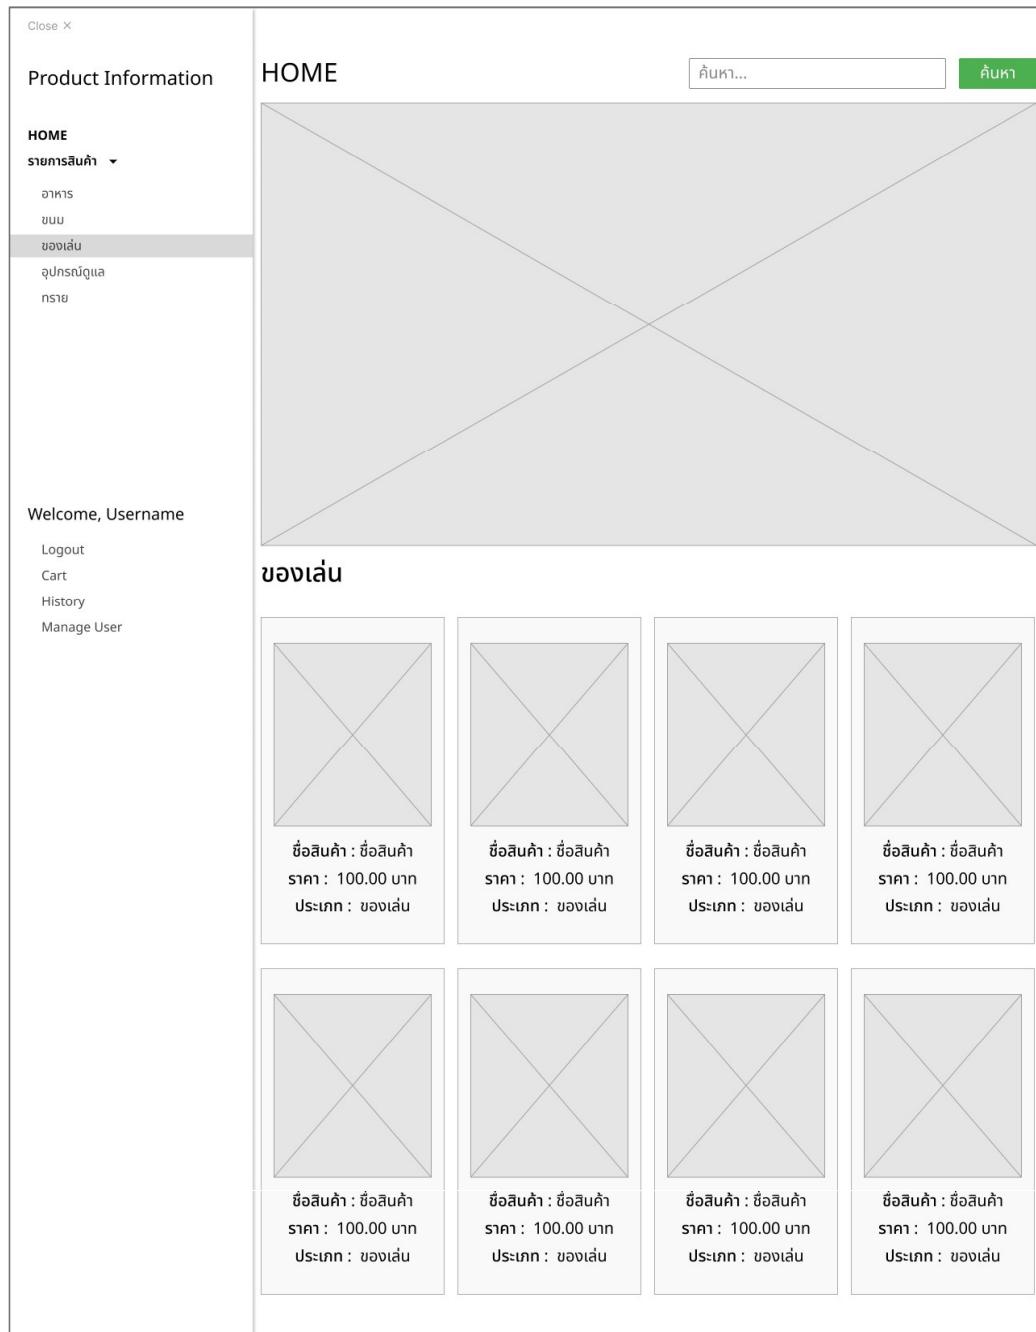 Close ×
Product Information
HOME
รายการสินค้า
อาหาร
ขนม
ของเล่น
อุปกรณ์ดูแล
ทราย
Welcome, Username
Logout
Cart
History
Manage User
HOME
ค้นหา...
ค้นหา
ของเล่น
ชื่อสินค้า : ชื่อสินค้า
ราคา : 100.00 บาท
ประเภท : ของเล่น
ชื่อสินค้า : ชื่อสินค้า
ราคา : 100.00 บาท
ประเภท : ของเล่น
ชื่อสินค้า : ชื่อสินค้า
ราคา : 100.00 บาท
ประเภท : ของเล่น
ชื่อสินค้า : ชื่อสินค้า
ราคา : 100.00 บาท
ประเภท : ของเล่น
ชื่อสินค้า : ชื่อสินค้า
ราคา : 100.00 บาท
ประเภท : ของเล่น
ชื่อสินค้า : ชื่อสินค้า
ราคา : 100.00 บาท
ประเภท : ของเล่น
ชื่อสินค้า : ชื่อสินค้า
ราคา : 100.00 บาท
ประเภท : ของเล่น
ชื่อสินค้า : ชื่อสินค้า
ราคา : 100.00 บาท
ประเภท : ของเล่น